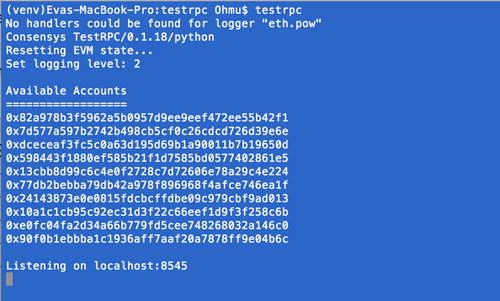 (venv)Evas-MacBook-Pro:testrpc Ohmu$ testrpc
No handlers could be found for logger "eth.pow"
Consensys TestRPC/0.1.18/python
Resetting EVM state...
Set logging level: 2
Available Accounts
==================
0x82a978b3f5962a5b0957d9ee9eef472ee55b42f1
0x7d577a597b2742b498cb5cf0c26cdcd726d39e6e
0xdceceaf3fc5c0a63d195d69b1a90011b7b19650d
0x598443f1880ef585b21f1d7585bd0577402861e5
0x13cbb8d99c6c4e0f2728c7d72606e78a29c4e224
0x77db2bebba79db42a978f896968f4afce746ea1f
0x24143873e0e0815fdcbcffdbe09c979cbf9ad013
0x10a1c1cb95c92ec31d3f22c66eef1d9f3f258c6b
0xe0fc04fa2d34a66b779fd5cee748268032a146c0
0x90f0b1ebbba1c1936aff7aaf20a7878ff9e04b6c
Listening on localhost:8545